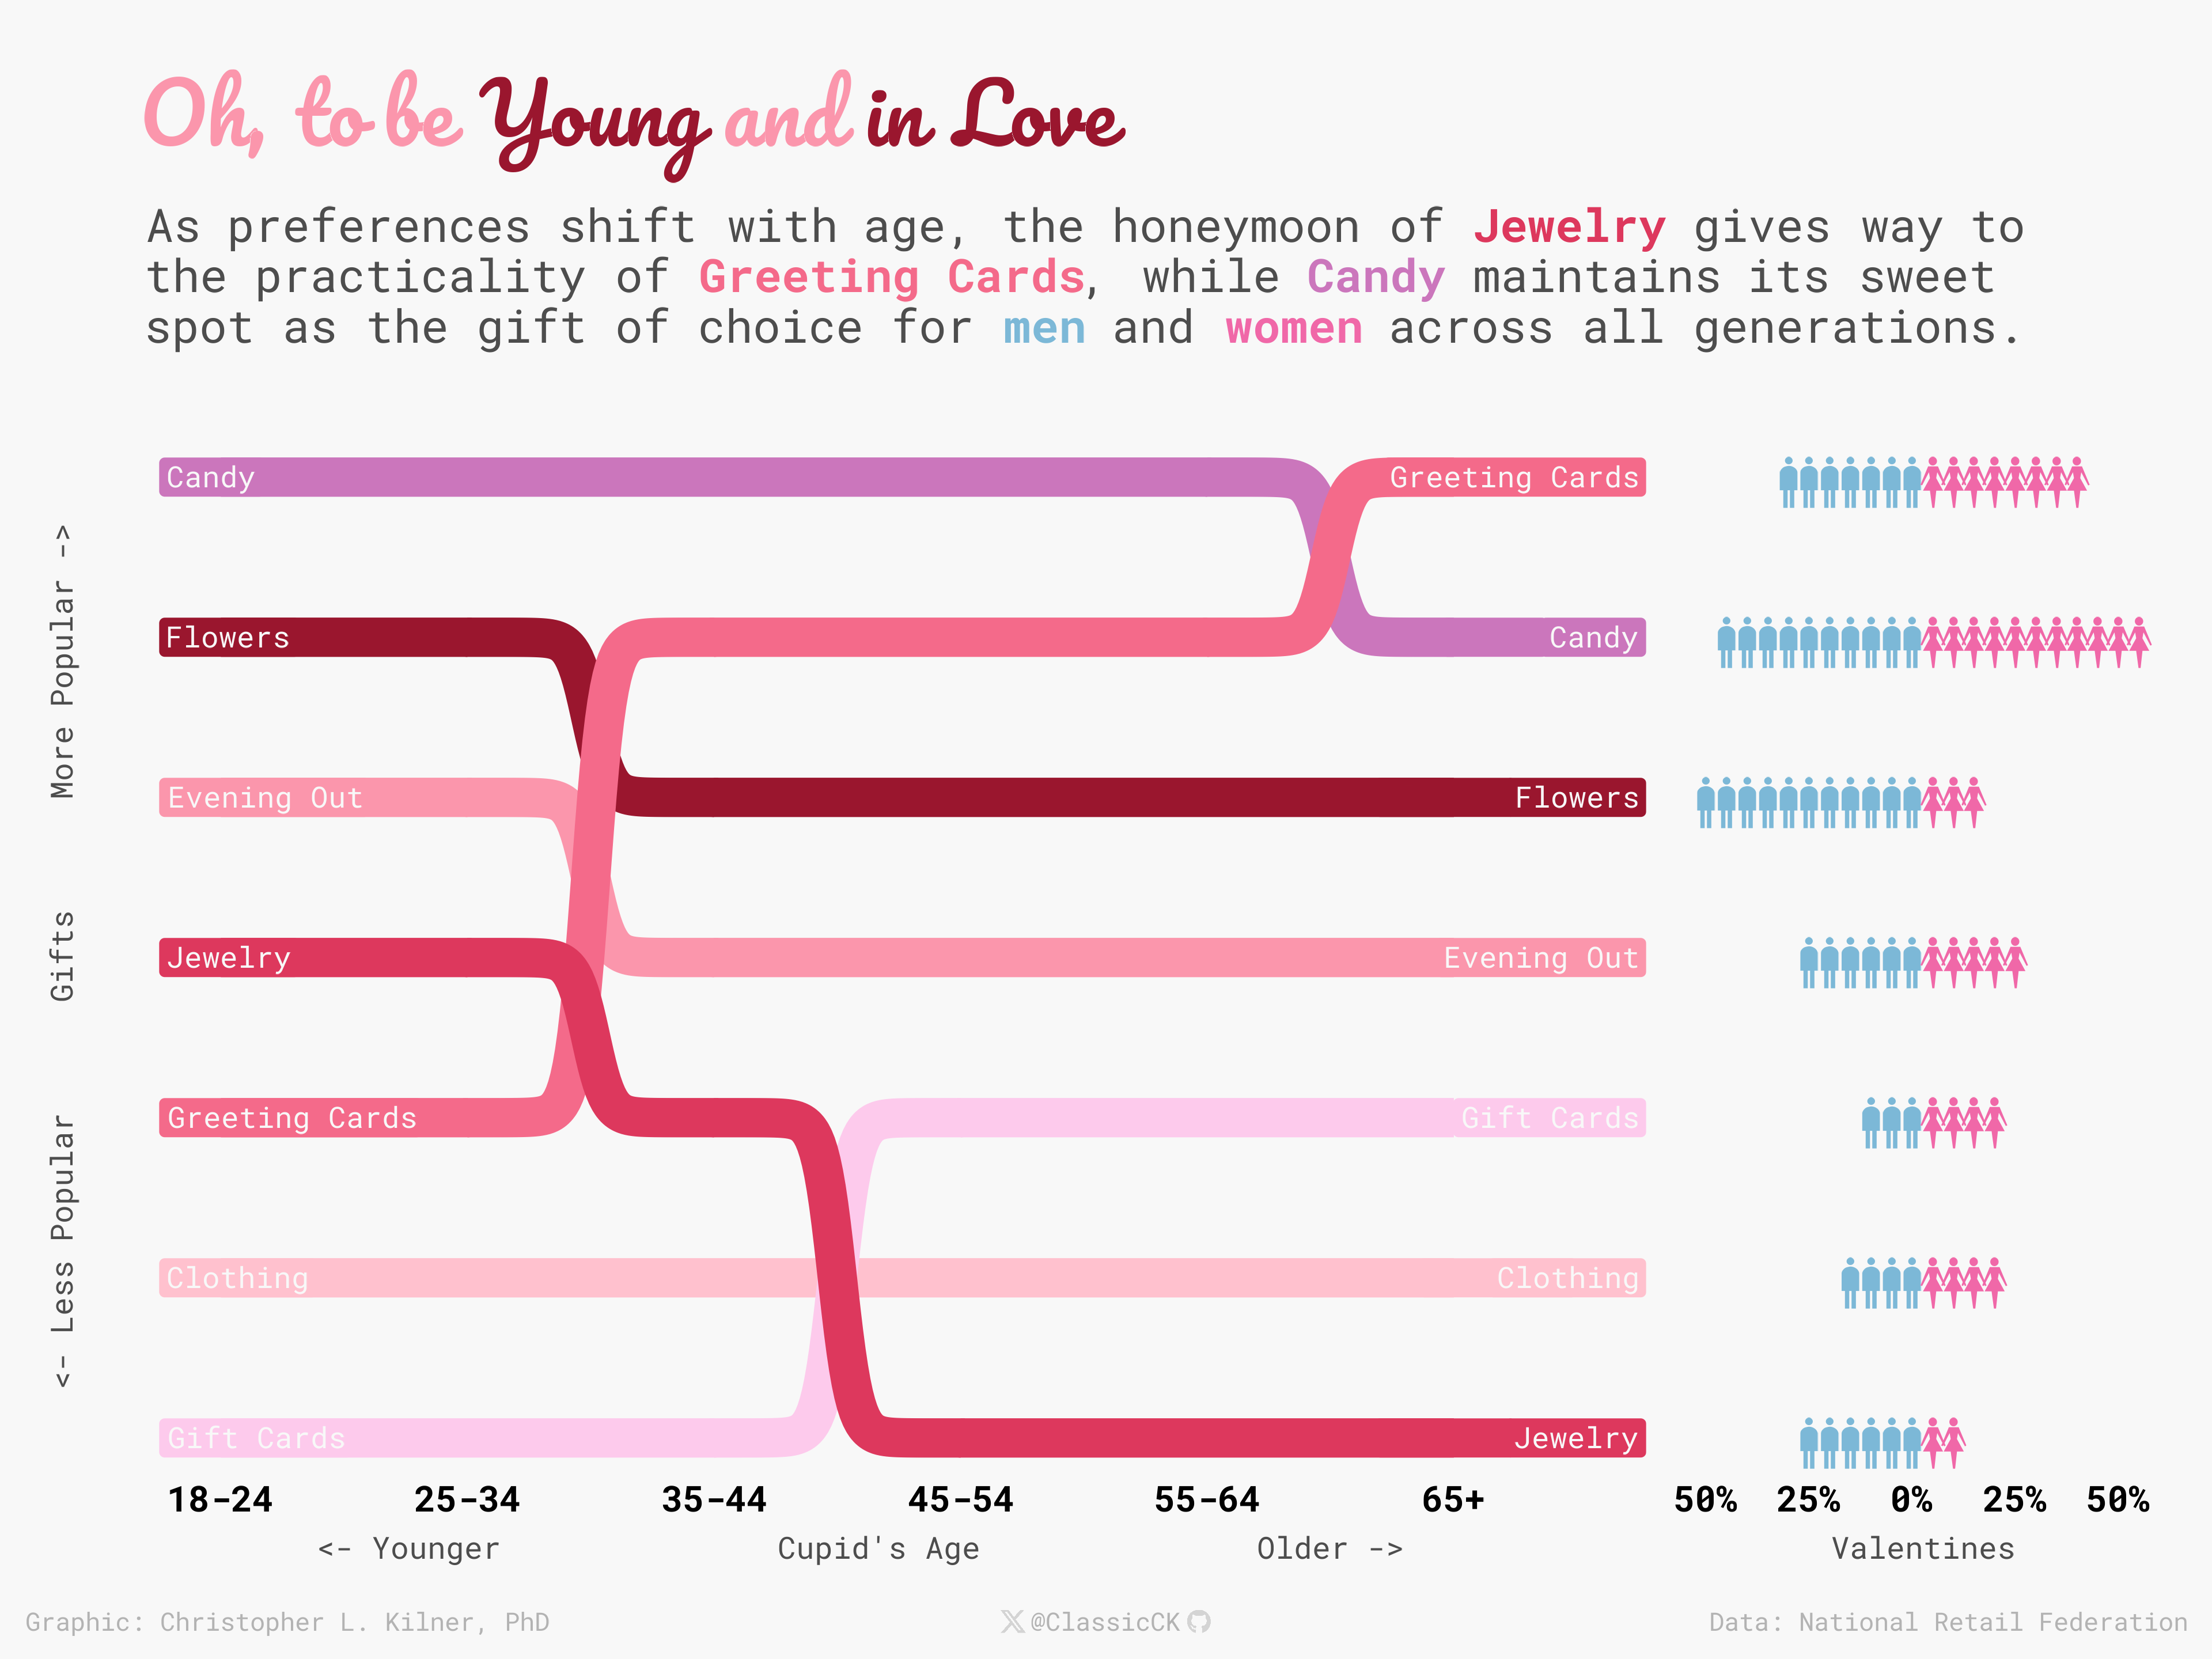 Oh, to be Young and in Love
As preferences shift with age, the honeymoon of Jewelry gives way to
the practicality of Greeting Cards, while Candy maintains its sweet
spot as the gift of choice for men and women across all generations.
<- Less Popular Gifts More Popular ->
Candy
Greeting Cards
Flowers
Candy
Evening Out
Flowers
Jewelry
Evening Out
Greeting Cards
Gift Cards
Clothing
Clothing
Gift Cards
Jewelry
18-24 25-34 35-44 45-54 55-64 65+
50% 25% 0% 25% 50%
<- Younger Cupid's Age Older ->
Valentines
Graphic: Christopher L. Kilner, PhD
@ClassicCK
Data: National Retail Federation